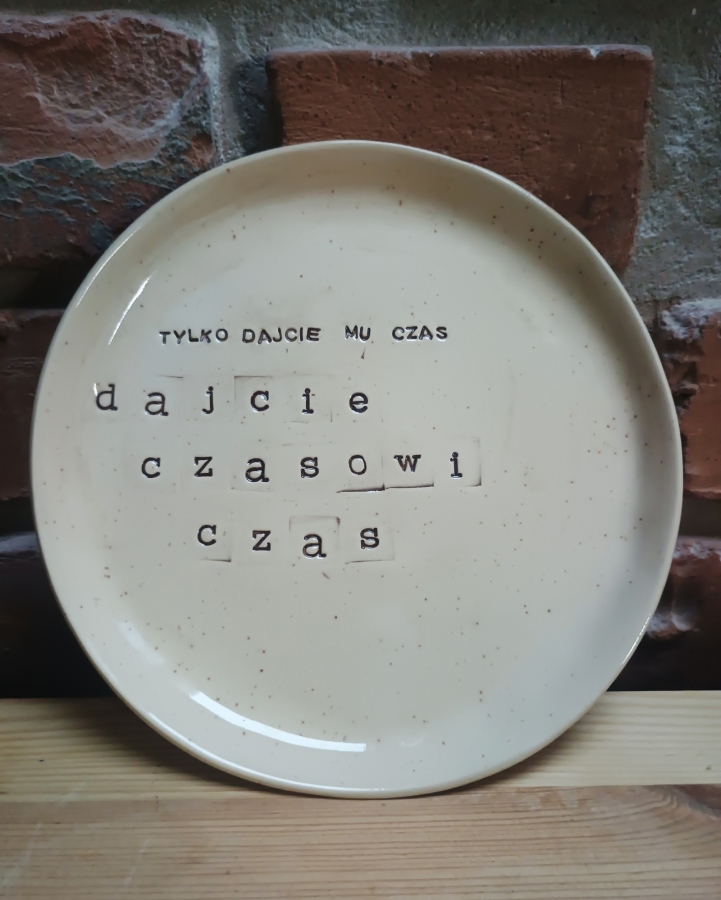 TYLKO DAJCIE MU CZAS
dajcie
czasowi
czas